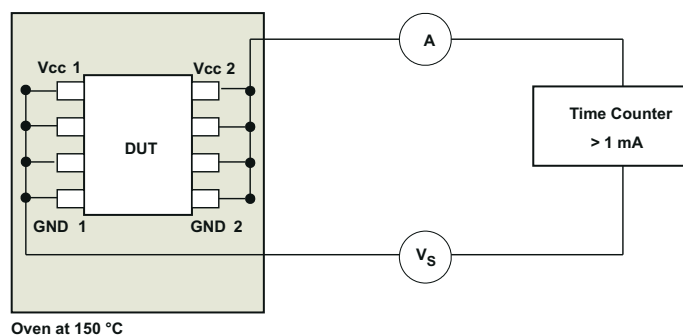 A
Vcc 1
Vcc 2
Time Counter
> 1 mA
DUT
GND 1
GND 2
VS
Oven at 150 °C